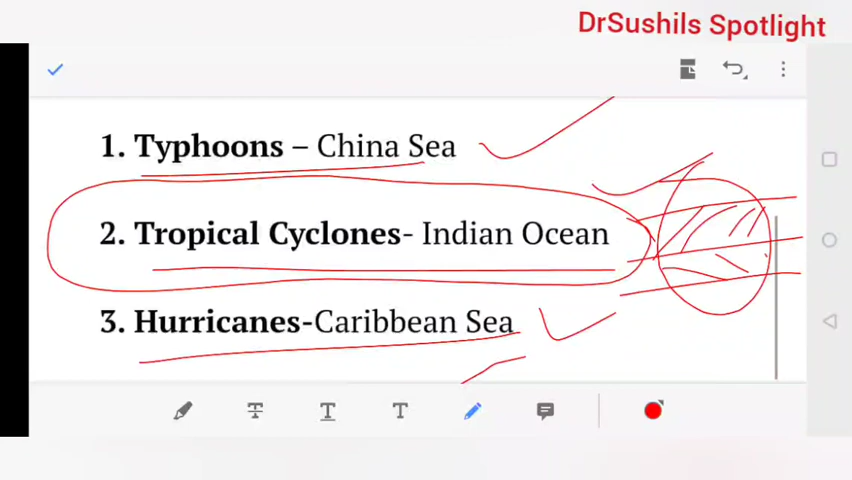 DrSushils Spotlight
1. Typhoons – China Sea
2. Tropical Cyclones- Indian Ocean
3. Hurricanes-Caribbean Sea